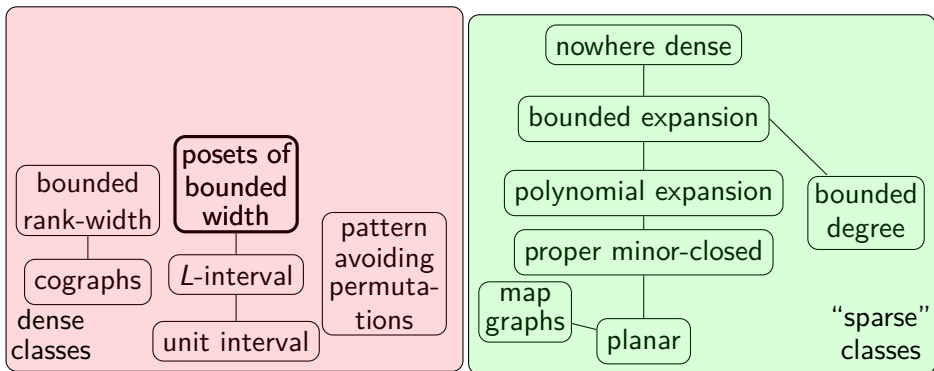 posets of
bounded
width
bounded
rank-width
pattern
avoiding
permuta-
tions
L-interval
cographs
unit interval
dense
classes
nowhere dense
bounded expansion
polynomial expansion
bounded
degree
proper minor-closed
map
graphs
planar
“sparse”
classes